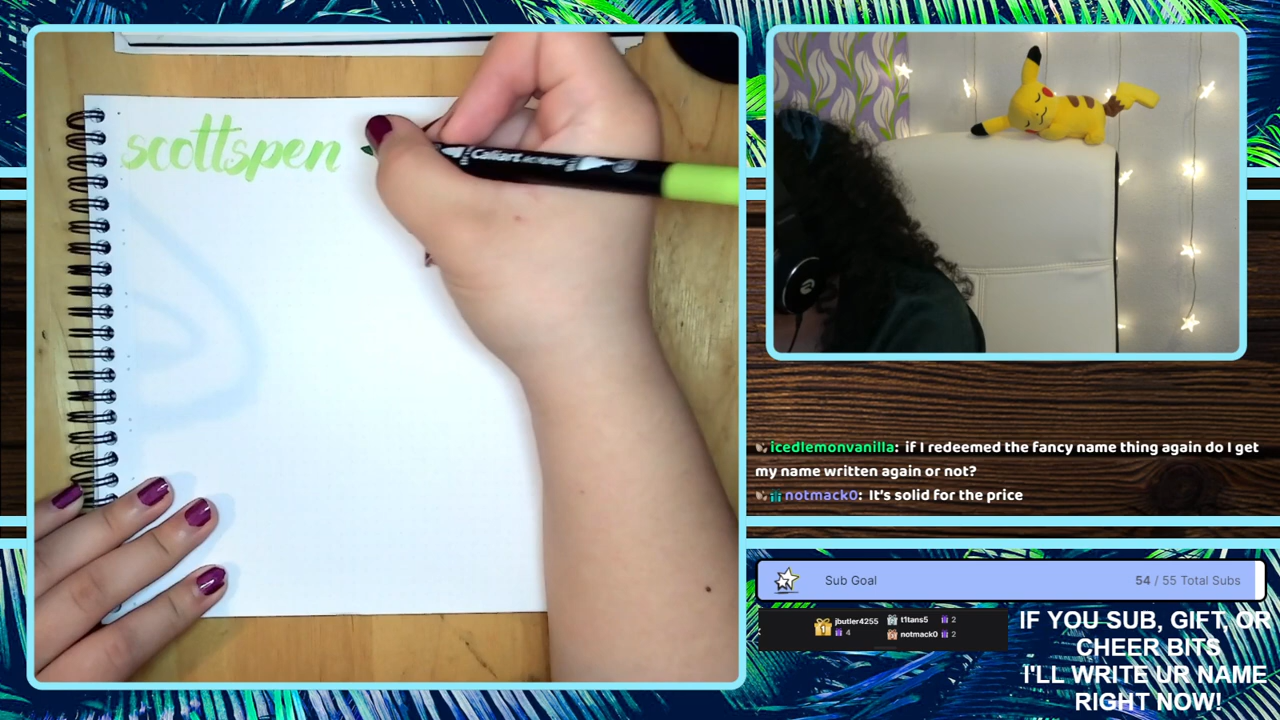 scottspen
Caliart
icedlemonvanilla: if I redeemed the fancy name thing again do I get
my name written again or not?
notmack0: It's solid for the price
Sub Goal
54 / 55 Total Subs
1 jbutler4255 4
t1tans5 2
notmack0 2
IF YOU SUB, GIFT, OR
CHEER BITS
I'LL WRITE UR NAME
RIGHT NOW!